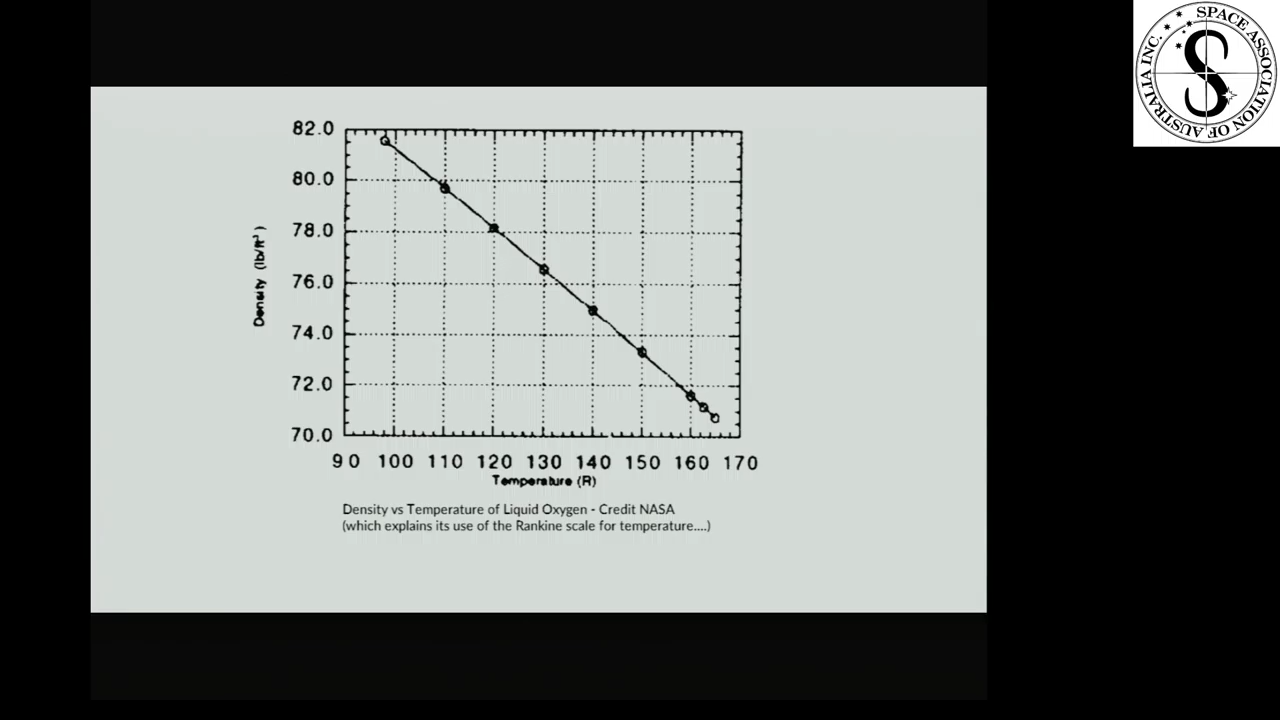 SPACE ASSOCIATION OF AUSTRALIA INC.
S
82.0
80.0
78.0
76.0
74.0
72.0
70.0
Density (lb/ft³)
90 100 110 120 130 140 150 160 170
Temperature (R)
Density vs Temperature of Liquid Oxygen - Credit NASA
(which explains its use of the Rankine scale for temperature....)